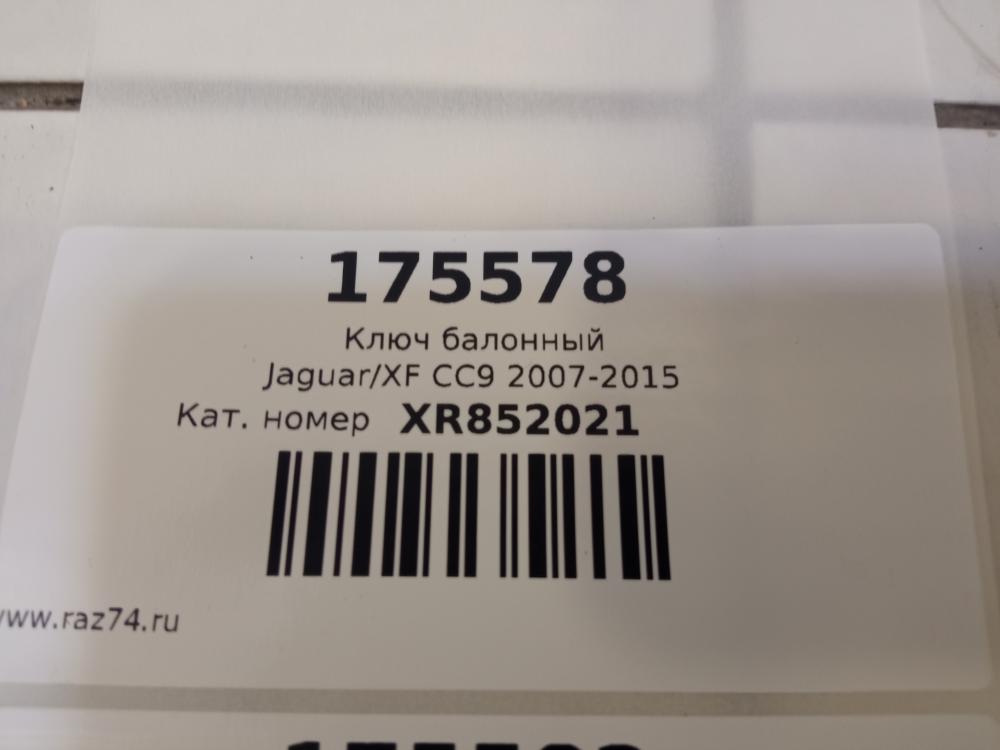 175578
Ключ балонный
Jaguar/XF CC9 2007-2015
Кат. номер XR852021
www.raz74.ru